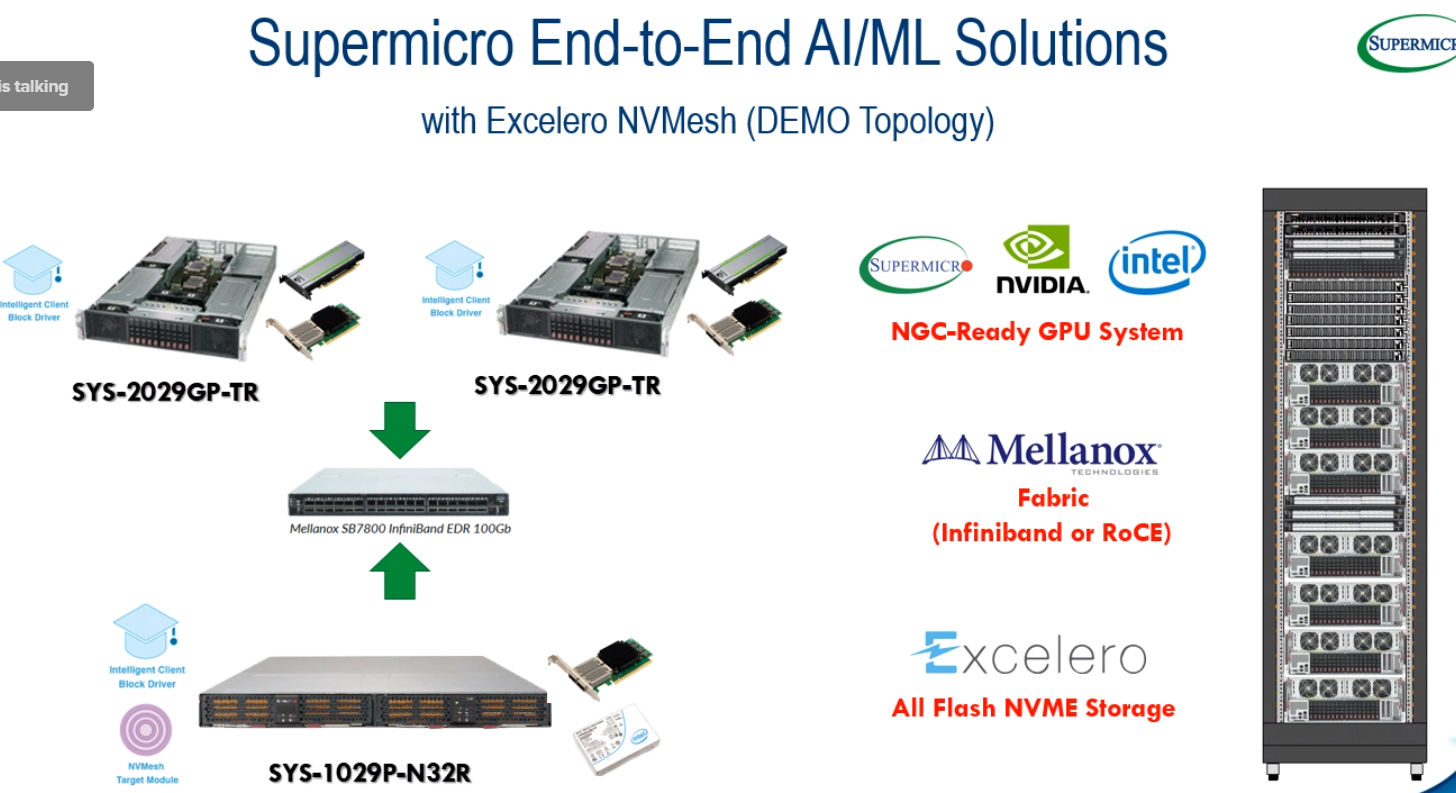 Supermicro End-to-End AI/ML Solutions
SUPERMICR
is talking
with Excelero NVMesh (DEMO Topology)
Intelligent Client
Block Driver
SYS-2029GP-TR
Intelligent Client
Block Driver
SYS-2029GP-TR
SUPERMICR
NVIDIA.
intel
NGC-Ready GPU System
Mellanox SB7800 InfiniBand EDR 100Gb
Mellanox
TECHNOLOGIES
Fabric
(Infiniband or RoCE)
Intelligent Client
Block Driver
NVMesh
Target Module
SYS-1029P-N32R
intel
Excelero
All Flash NVME Storage